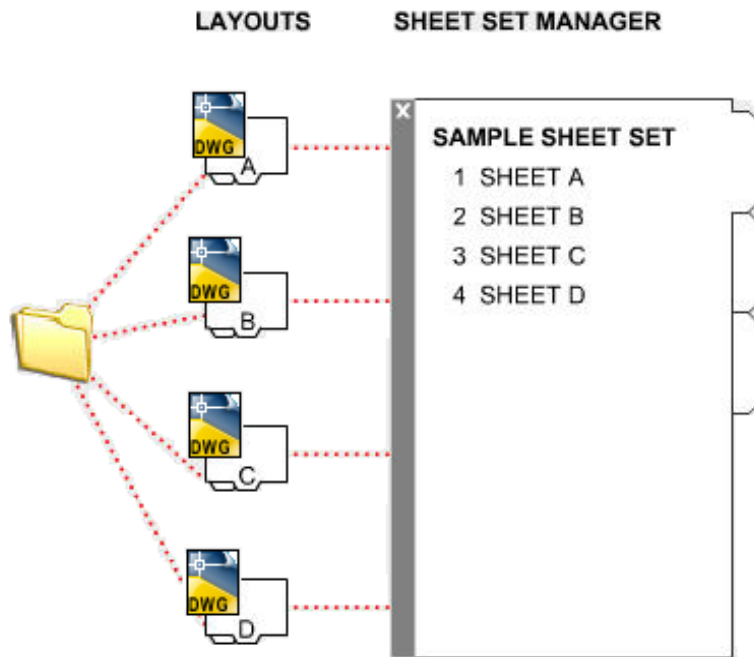 LAYOUTS SHEET SET MANAGER
X
SAMPLE SHEET SET
1 SHEET A
2 SHEET B
3 SHEET C
4 SHEET D
DWG
A
DWG
B
DWG
C
DWG
D